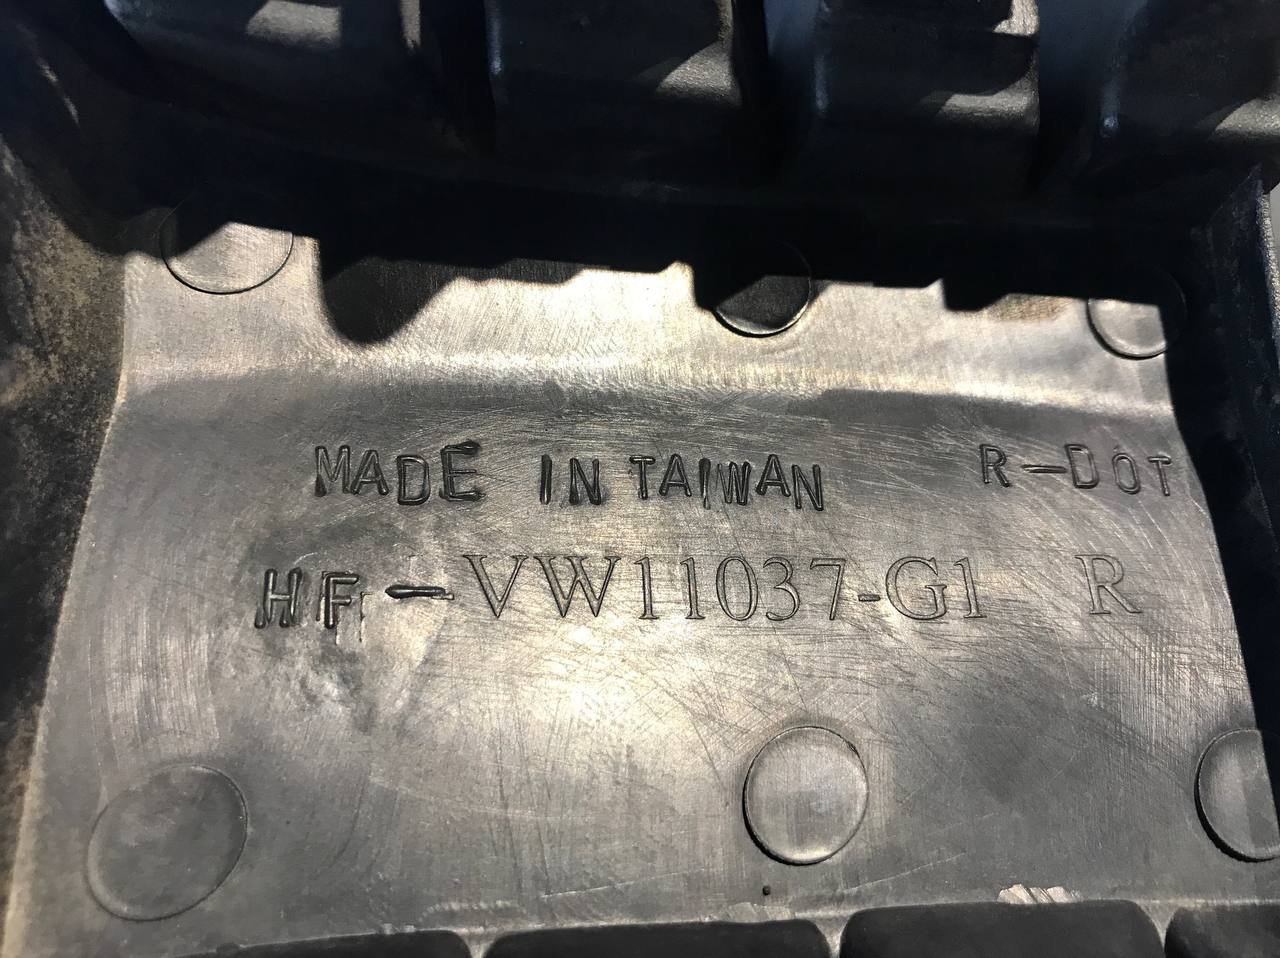 MADE IN TAIWAN R-DOT
HF-VW11037-G1 R